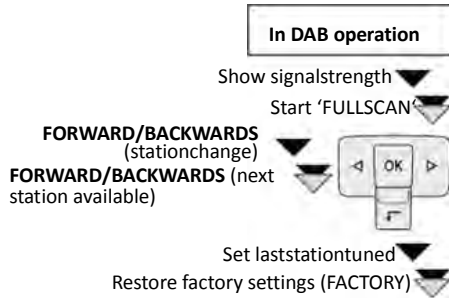 In DAB operation
Show signalstrength
Start ‘FULLSCAN‘
FORWARD/BACKWARDS
(stationchange)
FORWARD/BACKWARDS (next
station available)
OK
Set laststationtuned
Restore factory settings (FACTORY)